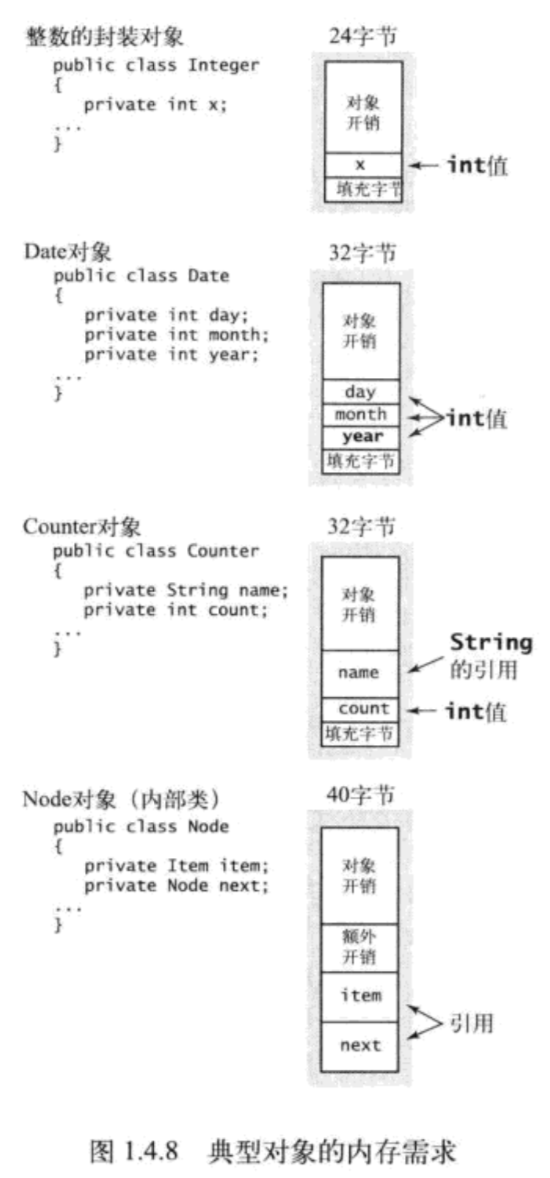 整数的封装对象
24字节
public class Integer
{
private int x;
...
}
对象
开销
x
填充字节
int值
Date对象
32字节
public class Date
{
private int day;
private int month;
private int year;
...
}
对象
开销
day
month
year
填充字节
int值
Counter对象
32字节
public class Counter
{
private String name;
private int count;
...
}
对象
开销
name
count
填充字节
String
的引用
int值
Node对象（内部类）
40字节
public class Node
{
private Item item;
private Node next;
...
}
对象
开销
额外
开销
item
next
引用
图 1.4.8 典型对象的内存需求